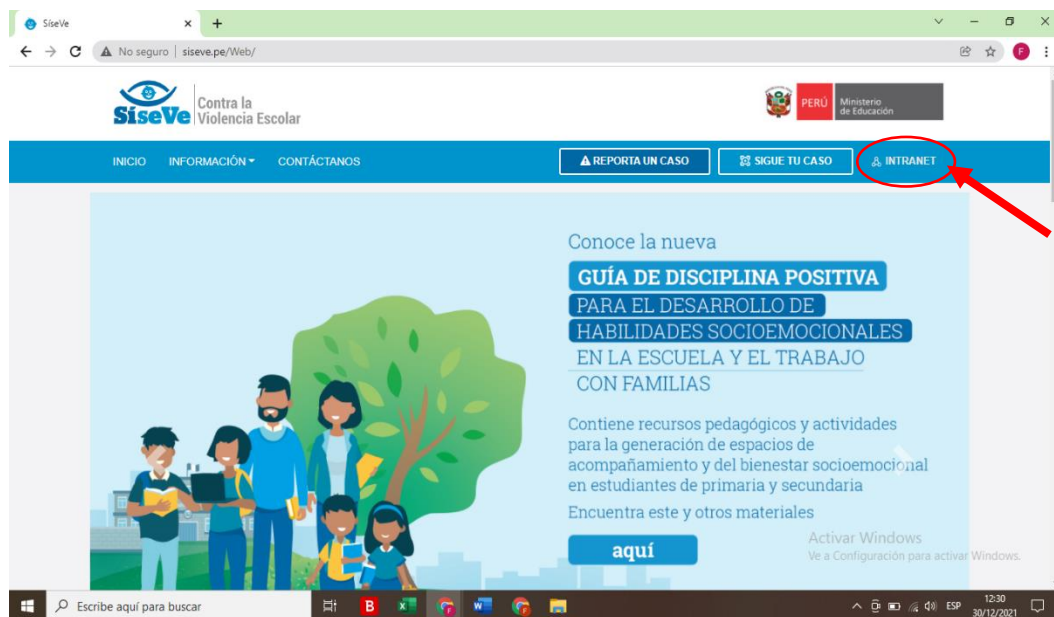 SíseVe
No seguro | siseve.pe/Web/
F
SíseVe
Contra la
Violencia Escolar
PERÚ
Ministerio
de Educación
INICIO INFORMACIÓN CONTÁCTANOS REPORTA UN CASO SIGUE TU CASO INTRANET
Conoce la nueva
GUÍA DE DISCIPLINA POSITIVA
PARA EL DESARROLLO DE
HABILIDADES SOCIOEMOCIONALES
EN LA ESCUELA Y EL TRABAJO
CON FAMILIAS
Contiene recursos pedagógicos y actividades
para la generación de espacios de
acompañamiento y del bienestar socioemocional
en estudiantes de primaria y secundaria
Encuentra este y otros materiales
aquí
Activar Windows
Ve a Configuración para activar Windows.
Escribe aquí para buscar
B
ESP
12:30
30/12/2021